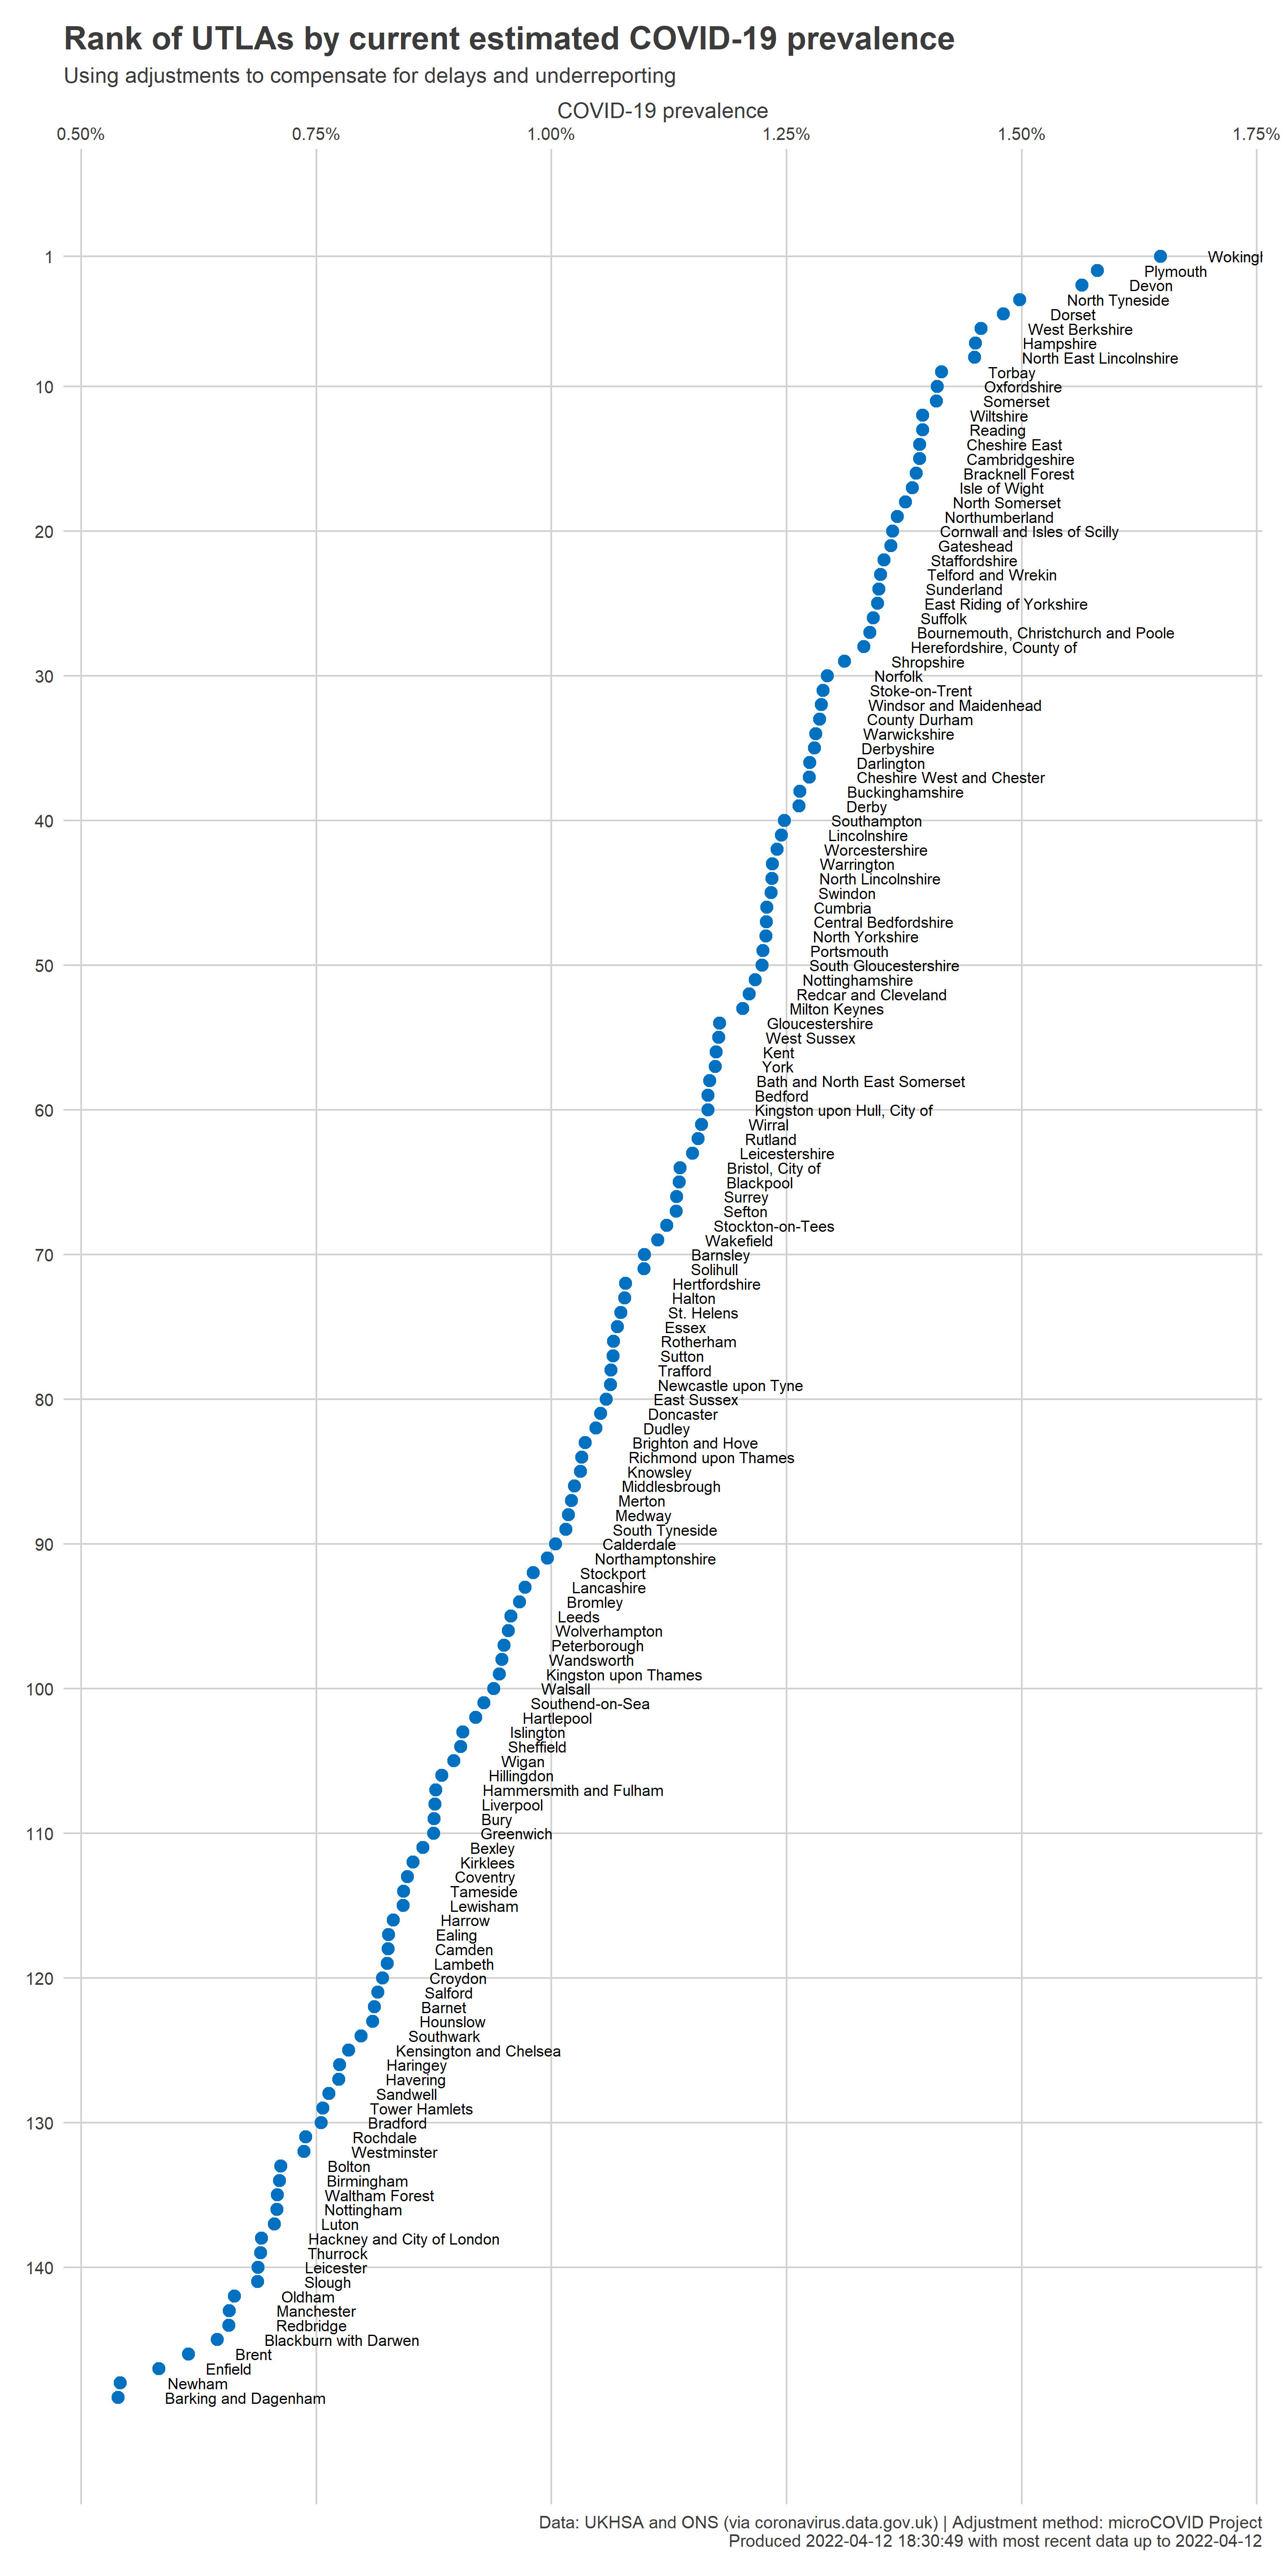 Rank of UTLAs by current estimated COVID-19 prevalence
Using adjustments to compensate for delays and underreporting
COVID-19 prevalence
0.50% 0.75% 1.00% 1.25% 1.50% 1.75%
1 Wokingh
Plymouth
Devon
North Tyneside
Dorset
West Berkshire
Hampshire
North East Lincolnshire
Torbay
10 Oxfordshire
Somerset
Wiltshire
Reading
Cheshire East
Cambridgeshire
Bracknell Forest
Isle of Wight
North Somerset
Northumberland
20 Cornwall and Isles of Scilly
Gateshead
Staffordshire
Telford and Wrekin
Sunderland
East Riding of Yorkshire
Suffolk
Bournemouth, Christchurch and Poole
Herefordshire, County of
Shropshire
30 Norfolk
Stoke-on-Trent
Windsor and Maidenhead
County Durham
Warwickshire
Derbyshire
Darlington
Cheshire West and Chester
Buckinghamshire
Derby
40 Southampton
Lincolnshire
Worcestershire
Warrington
North Lincolnshire
Swindon
Cumbria
Central Bedfordshire
North Yorkshire
Portsmouth
50 South Gloucestershire
Nottinghamshire
Redcar and Cleveland
Milton Keynes
Gloucestershire
West Sussex
Kent
York
Bath and North East Somerset
Bedford
60 Kingston upon Hull, City of
Wirral
Rutland
Leicestershire
Bristol, City of
Blackpool
Surrey
Sefton
Stockton-on-Tees
Wakefield
70 Barnsley
Solihull
Hertfordshire
Halton
St. Helens
Essex
Rotherham
Sutton
Trafford
Newcastle upon Tyne
80 East Sussex
Doncaster
Dudley
Brighton and Hove
Richmond upon Thames
Knowsley
Middlesbrough
Merton
Medway
South Tyneside
90 Calderdale
Northamptonshire
Stockport
Lancashire
Bromley
Leeds
Wolverhampton
Peterborough
Wandsworth
Kingston upon Thames
100 Walsall
Southend-on-Sea
Hartlepool
Islington
Sheffield
Wigan
Hillingdon
Hammersmith and Fulham
Liverpool
Bury
110 Greenwich
Bexley
Kirklees
Coventry
Tameside
Lewisham
Harrow
Ealing
Camden
Lambeth
120 Croydon
Salford
Barnet
Hounslow
Southwark
Kensington and Chelsea
Haringey
Havering
Sandwell
Tower Hamlets
130 Bradford
Rochdale
Westminster
Bolton
Birmingham
Waltham Forest
Nottingham
Luton
Hackney and City of London
Thurrock
140 Leicester
Slough
Oldham
Manchester
Redbridge
Blackburn with Darwen
Brent
Enfield
Newham
Barking and Dagenham
Data: UKHSA and ONS (via coronavirus.data.gov.uk) | Adjustment method: microCOVID Project
Produced 2022-04-12 18:30:49 with most recent data up to 2022-04-12